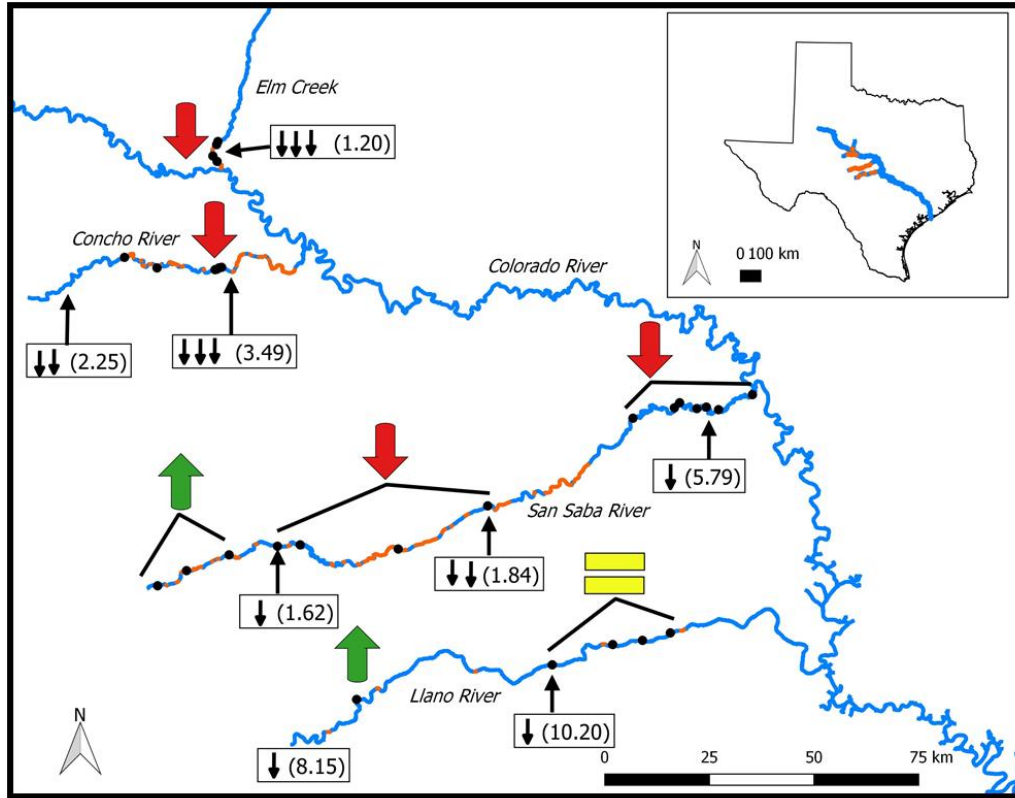 Elm Creek
↓↓↓ (1.20)
N
0 100 km
Concho River
Colorado River
↓↓ (2.25)
↓↓↓ (3.49)
↓ (5.79)
San Saba River
↓ (1.62)
↓↓ (1.84)
Llano River
N
↓ (8.15)
↓ (10.20)
0 25 50 75 km